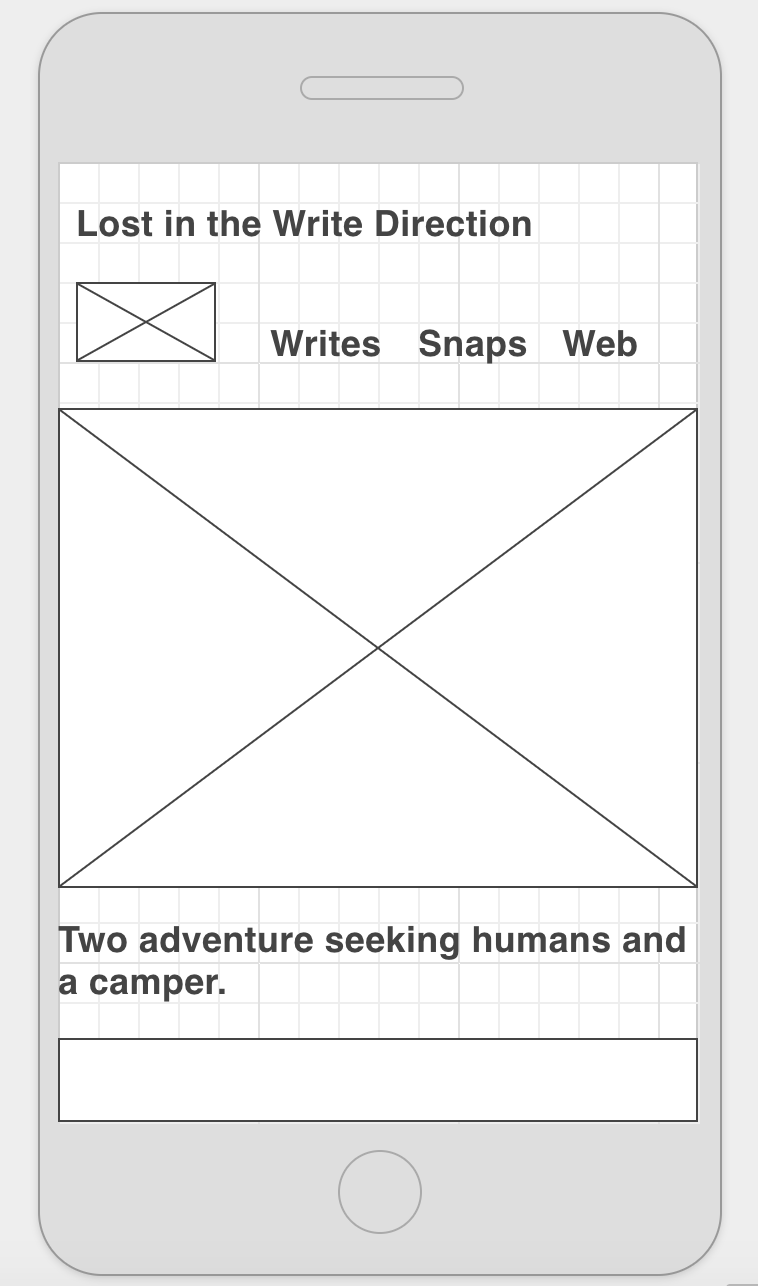 Lost in the Write Direction
Writes Snaps Web
Two adventure seeking humans and
a camper.